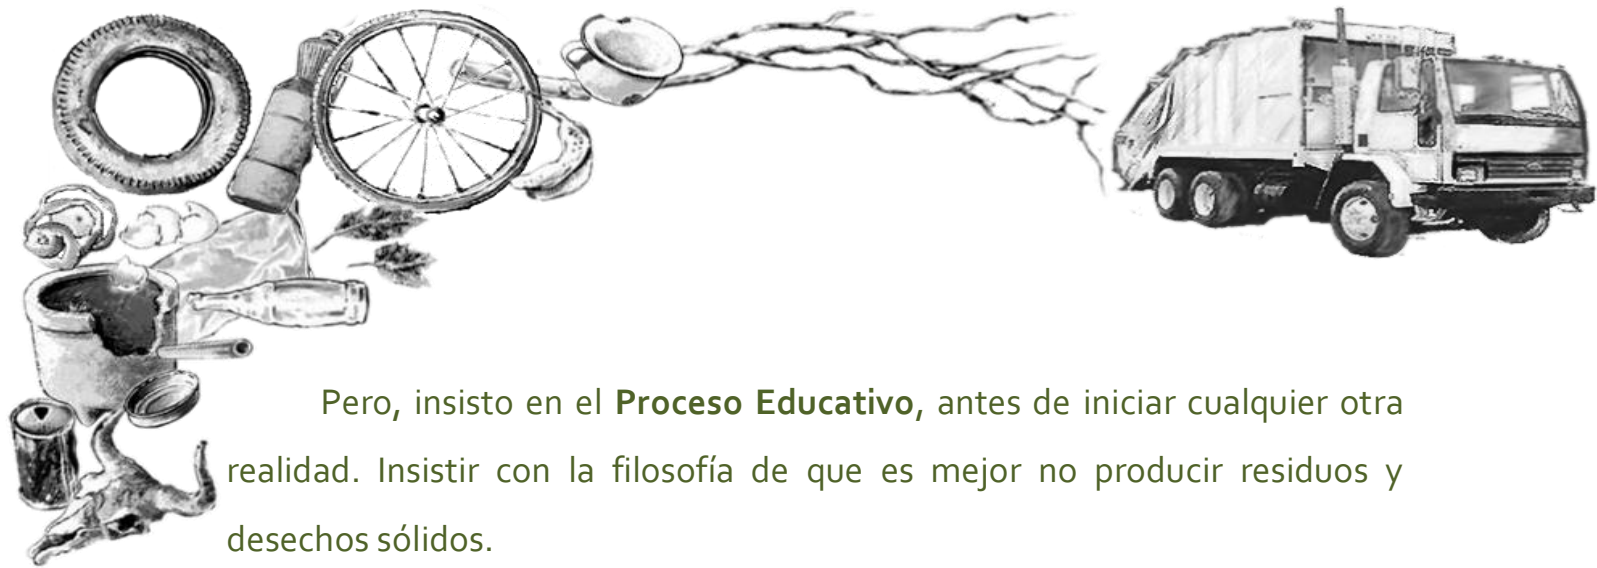 Pero, insisto en el Proceso Educativo, antes de iniciar cualquier otra
realidad. Insistir con la filosofía de que es mejor no producir residuos y
desechos sólidos.